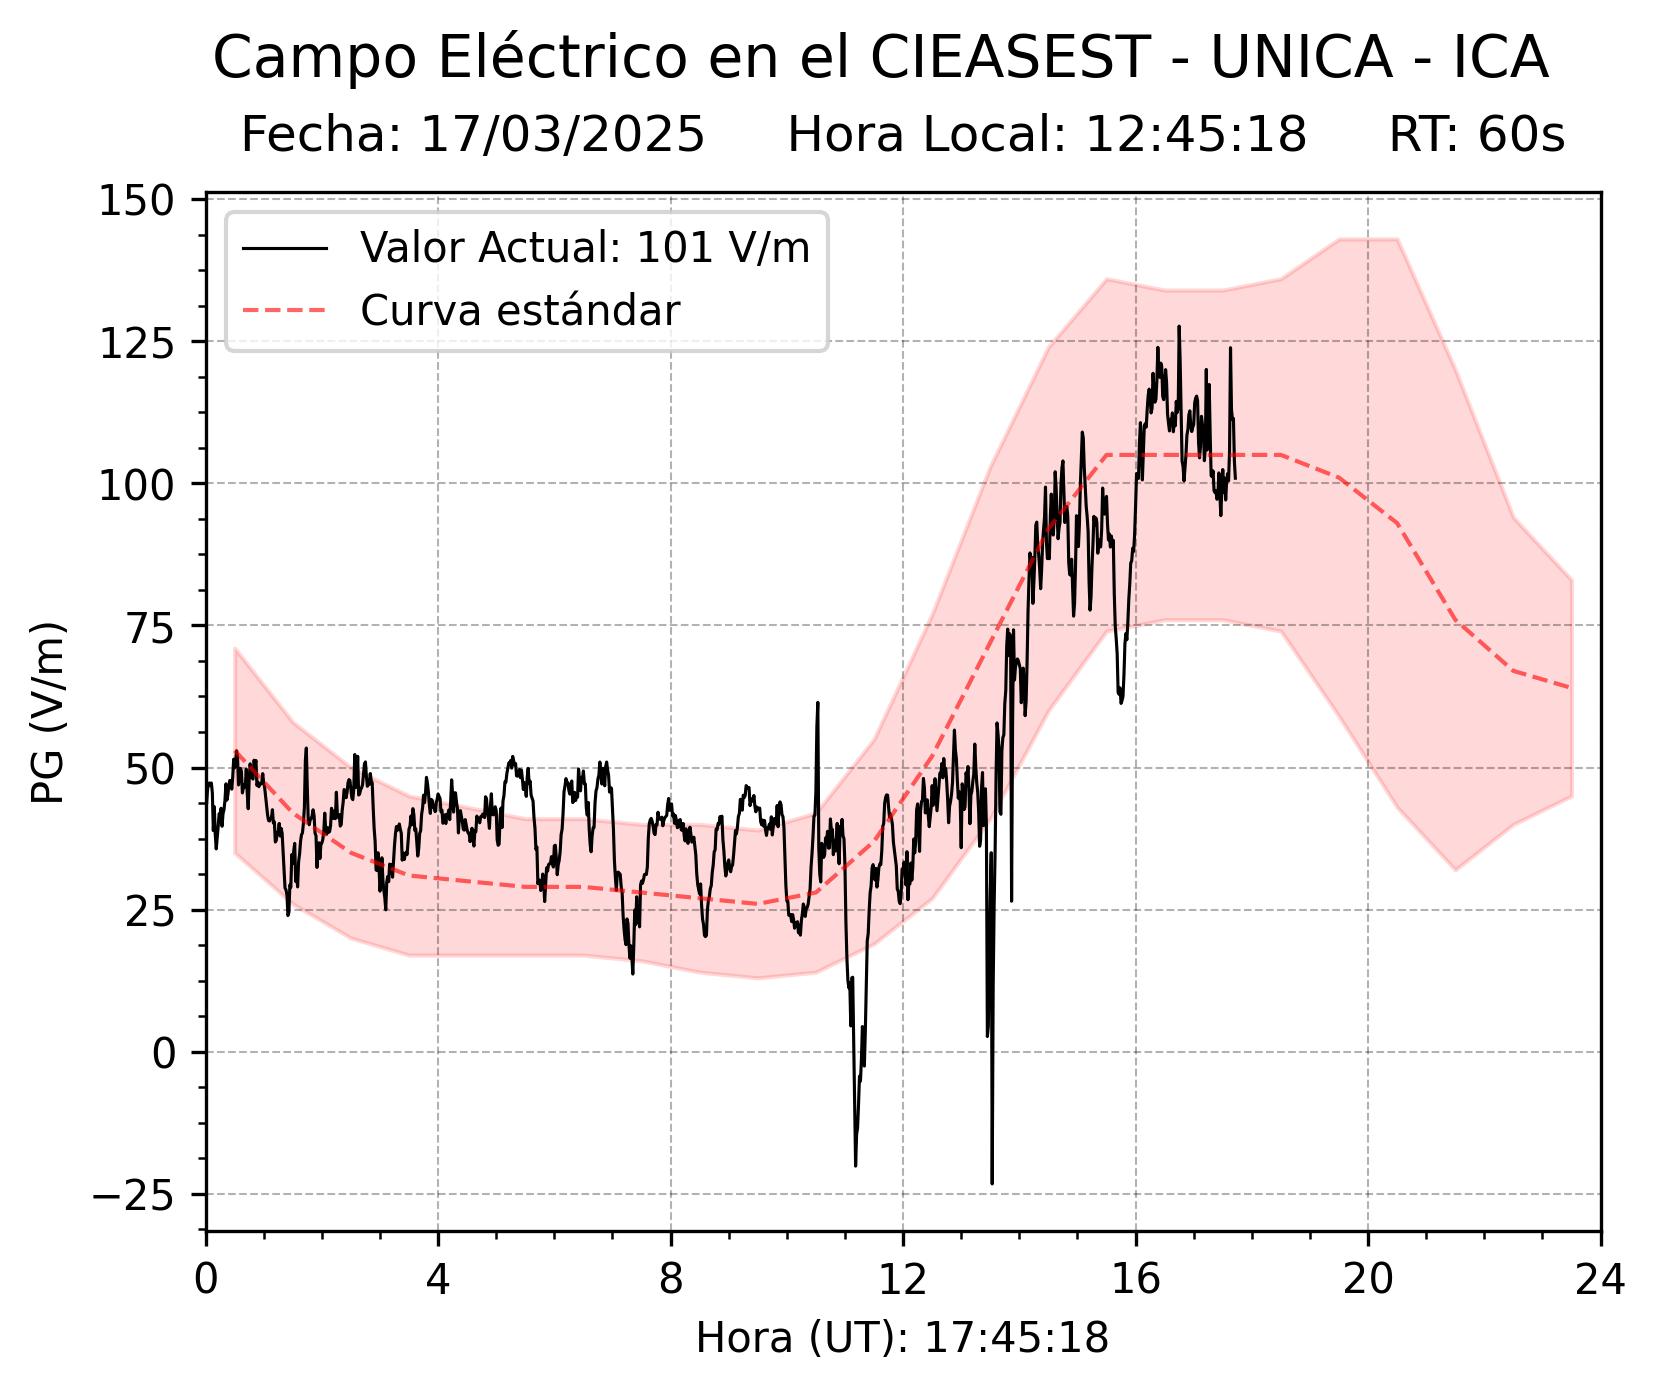 Campo Eléctrico en el CIEASEST - UNICA - ICA
Fecha: 17/03/2025 Hora Local: 12:45:18 RT: 60s
Valor Actual: 101 V/m
Curva estándar
PG (V/m)
150
125
100
75
50
25
0
−25
0 4 8 12 16 20 24
Hora (UT): 17:45:18